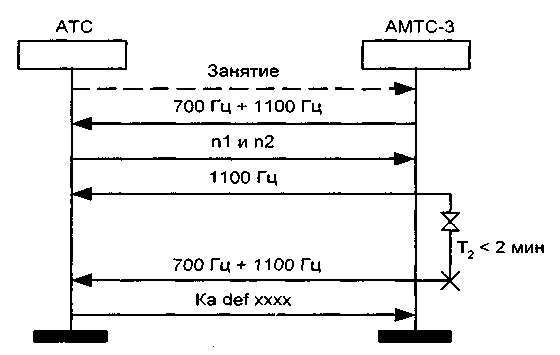 АТС
АМТС-3
Занятие
700 Гц + 1100 Гц
n1 и n2
1100 Гц
T2 < 2 мин
700 Гц + 1100 Гц
Ка def xxxx